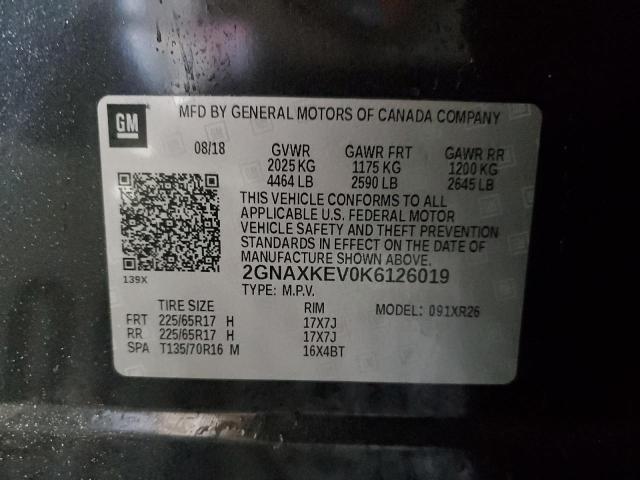 GM
MFD BY GENERAL MOTORS OF CANADA COMPANY
08/18 GVWR GAWR FRT GAWR RR
2025 KG 1175 KG 1200 KG
4464 LB 2590 LB 2645 LB
THIS VEHICLE CONFORMS TO ALL
APPLICABLE U.S. FEDERAL MOTOR
VEHICLE SAFETY AND THEFT PREVENTION
STANDARDS IN EFFECT ON THE DATE OF
MANUFACTURE SHOWN ABOVE.
139X 2GNAXKEV0K6126019
TYPE: M.P.V.
TIRE SIZE RIM MODEL: 091XR26
FRT 225/65R17 H 17X7J
RR 225/65R17 H 17X7J
SPA T135/70R16 M 16X4BT